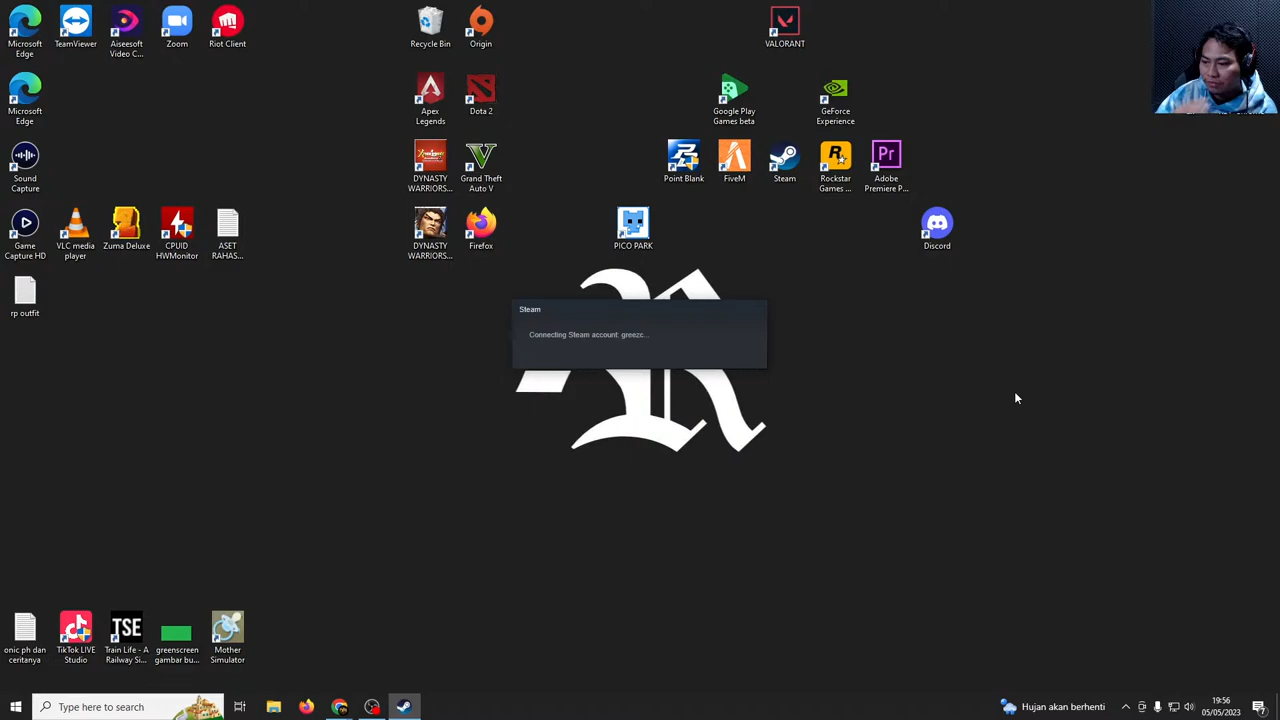 Microsoft Edge
TeamViewer
Aiseesoft Video C...
Zoom
Riot Client
Recycle Bin
Origin
VALORANT
Microsoft Edge
Apex Legends
Dota 2
Google Play Games beta
GeForce Experience
Sound Capture
DYNASTY WARRIORS...
Grand Theft Auto V
Point Blank
FiveM
Steam
Rockstar Games ...
Adobe Premiere P...
Game Capture HD
VLC media player
Zuma Deluxe
CPUID HWMonitor
ASET RAHAS...
DYNASTY WARRIORS...
Firefox
PICO PARK
Discord
rp outfit
Steam
Connecting Steam account: greezc...
onic ph dan ceritanya
TikTok LIVE Studio
TSE
Train Life - A Railway Si...
greenscreen gambar bu...
Mother Simulator
Type here to search
Hujan akan berhenti
19:56
05/05/2023